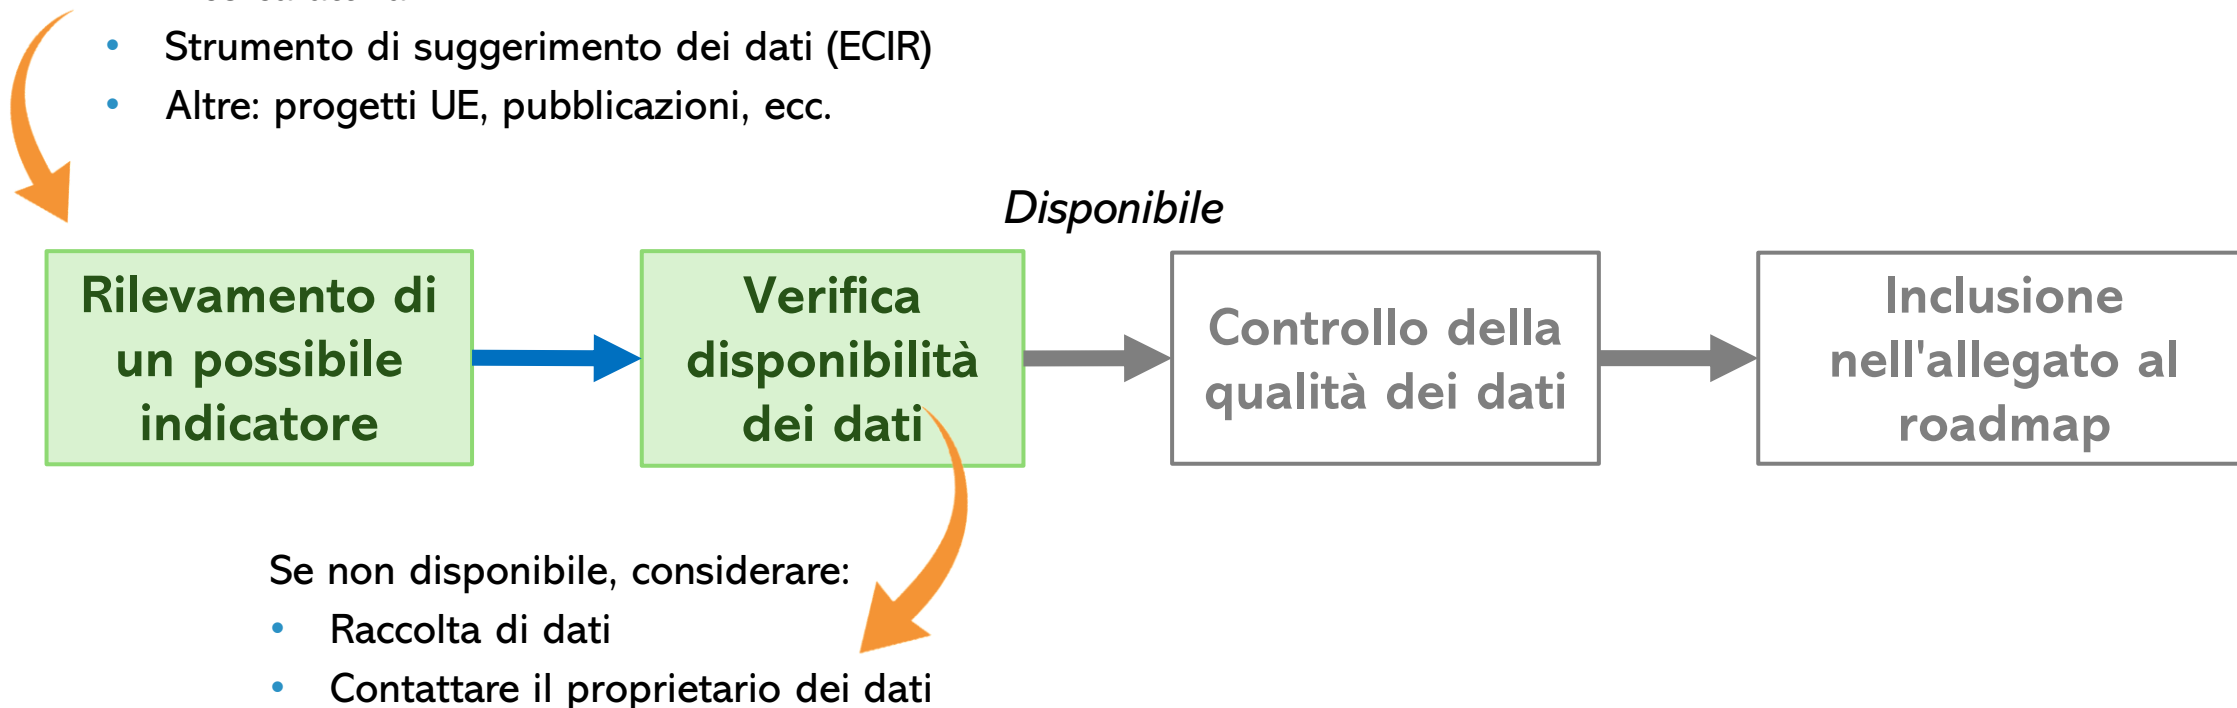 Strumento di suggerimento dei dati (ECIR)
Altre: progetti UE, pubblicazioni, ecc.
Disponibile
Rilevamento di
un possibile
indicatore
Verifica
disponibilità
dei dati
Controllo della
qualità dei dati
Inclusione
nell'allegato al
roadmap
Se non disponibile, considerare:
Raccolta di dati
Contattare il proprietario dei dati